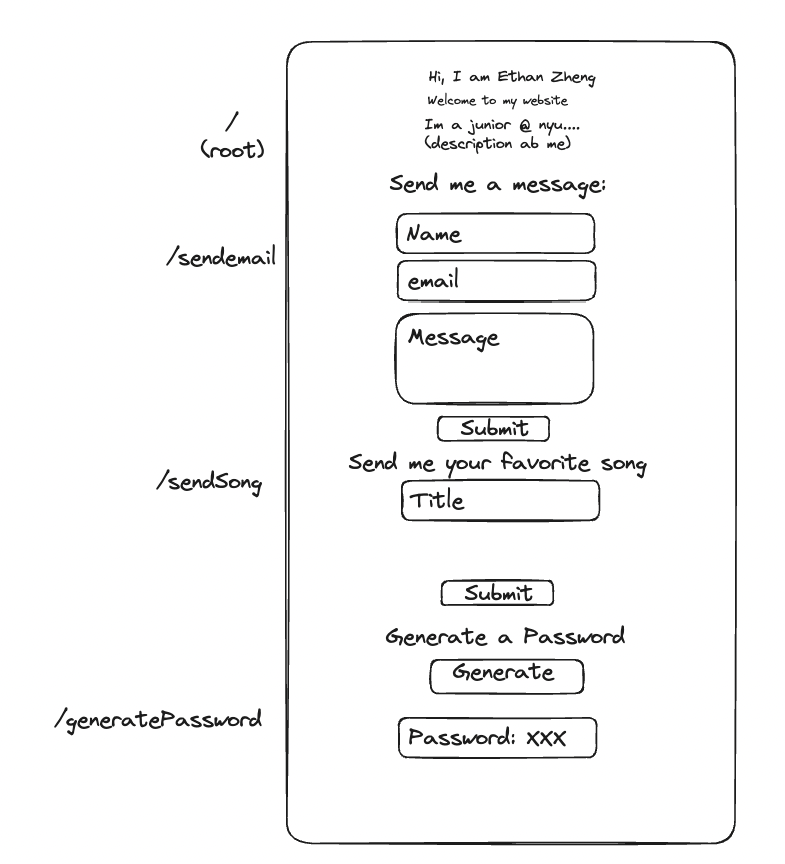 Hi, I am Ethan Zheng
Welcome to my website
Im a junior @ nyu....
(description ab me)
/
(root)
Send me a message:
Name
/sendemail
email
Message
Submit
Send me your favorite song
/sendSong
Title
Submit
Generate a Password
Generate
/generatePassword
Password: XXX